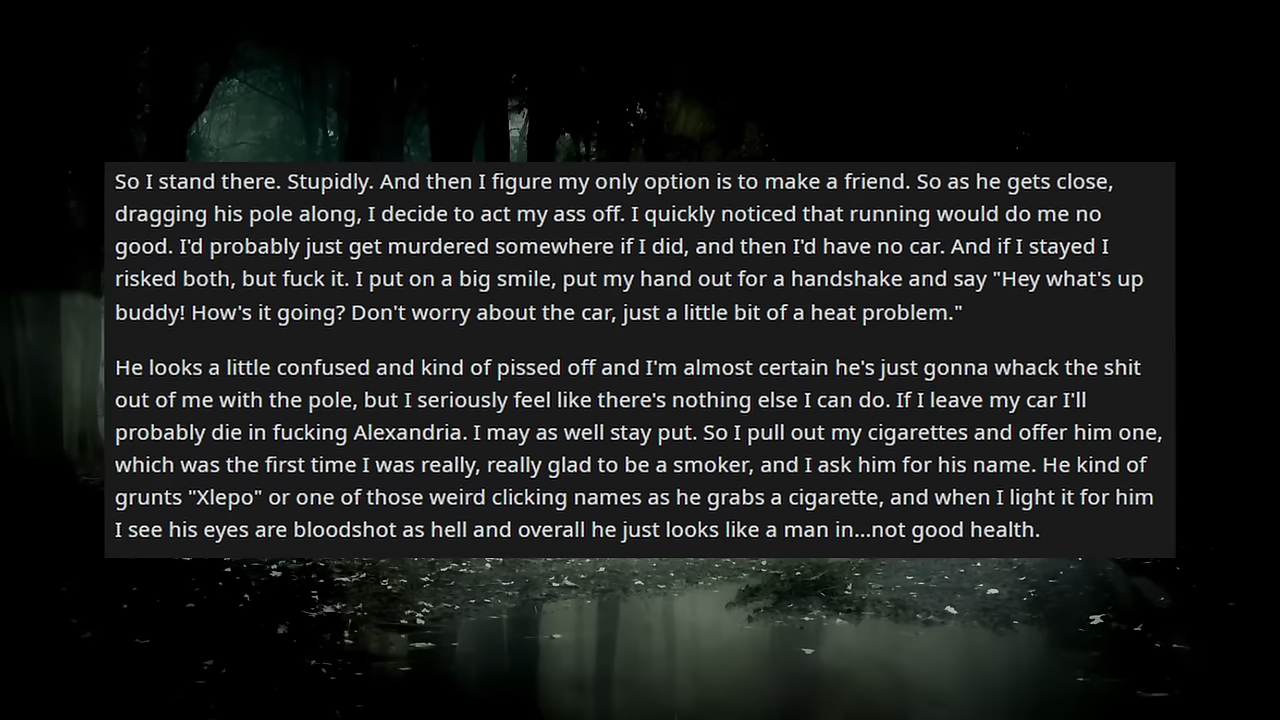 So I stand there. Stupidly. And then I figure my only option is to make a friend. So as he gets close,
dragging his pole along, I decide to act my ass off. I quickly noticed that running would do me no
good. I'd probably just get murdered somewhere if I did, and then I'd have no car. And if I stayed I
risked both, but fuck it. I put on a big smile, put my hand out for a handshake and say "Hey what's up
buddy! How's it going? Don't worry about the car, just a little bit of a heat problem."
He looks a little confused and kind of pissed off and I'm almost certain he's just gonna whack the shit
out of me with the pole, but I seriously feel like there's nothing else I can do. If I leave my car I'll
probably die in fucking Alexandria. I may as well stay put. So I pull out my cigarettes and offer him one,
which was the first time I was really, really glad to be a smoker, and I ask him for his name. He kind of
grunts "Xlepo" or one of those weird clicking names as he grabs a cigarette, and when I light it for him
I see his eyes are bloodshot as hell and overall he just looks like a man in...not good health.